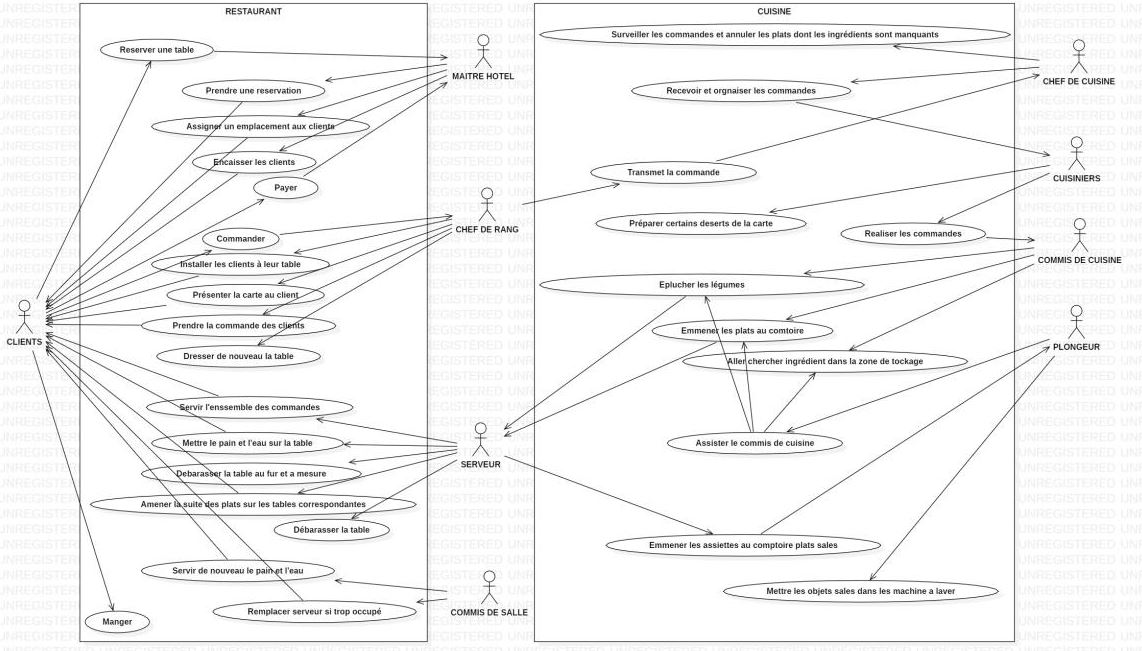 RESTAURANT
Reserver une table
Prendre une reservation
Assigner un emplacement aux clients
Encaisser les clients
Payer
Commander
Installer les clients à leur table
Présenter la carte au client
Prendre la commande des clients
Dresser de nouveau la table
Servir l'enssemble des commandes
Mettre le pain et l'eau sur la table
Debarasser la table au fur et a mesure
Amener la suite des plats sur les tables correspondantes
Débarasser la table
Servir de nouveau le pain et l'eau
Remplacer serveur si trop occupé
Manger
CLIENTS
MAITRE HOTEL
CHEF DE RANG
SERVEUR
COMMIS DE SALLE
CUISINE
Surveiller les commandes et annuler les plats dont les ingrédients sont manquants
Recevoir et orgnaiser les commandes
Transmet la commande
Préparer certains deserts de la carte
Realiser les commandes
Eplucher les légumes
Emmener les plats au comtoire
Aller chercher ingrédient dans la zone de tockage
Assister le commis de cuisine
Emmener les assiettes au comptoire plats sales
Mettre les objets sales dans les machine a laver
CHEF DE CUISINE
CUISINIERS
COMMIS DE CUISINE
PLONGEUR